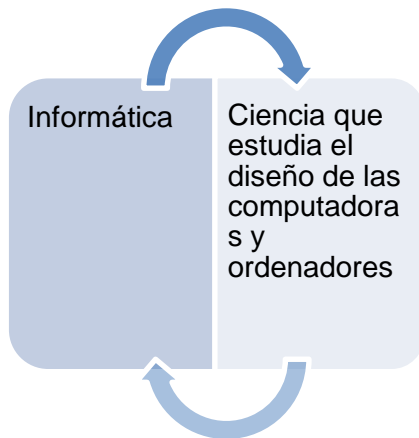 Informática
Ciencia que
estudia el
diseño de las
computadora
s y
ordenadores